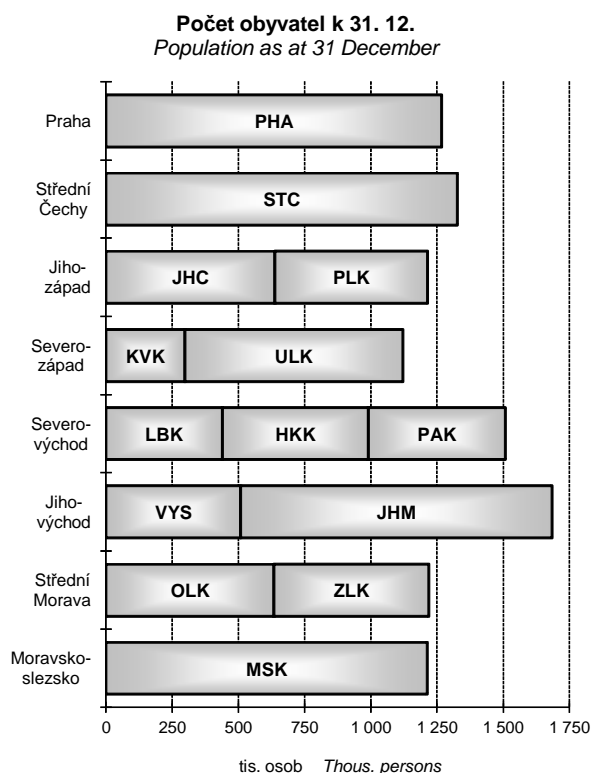 Počet obyvatel k 31. 12.
Population as at 31 December
Praha
PHA
Střední
Čechy
STC
Jiho-
západ
JHC PLK
Severo-
západ
KVK ULK
Severo-
východ
LBK HKK PAK
Jiho-
východ
VYS JHM
Střední
Morava
OLK ZLK
Moravsko-
slezsko
MSK
0 250 500 750 1 000 1 250 1 500 1 750
tis. osob Thous. persons